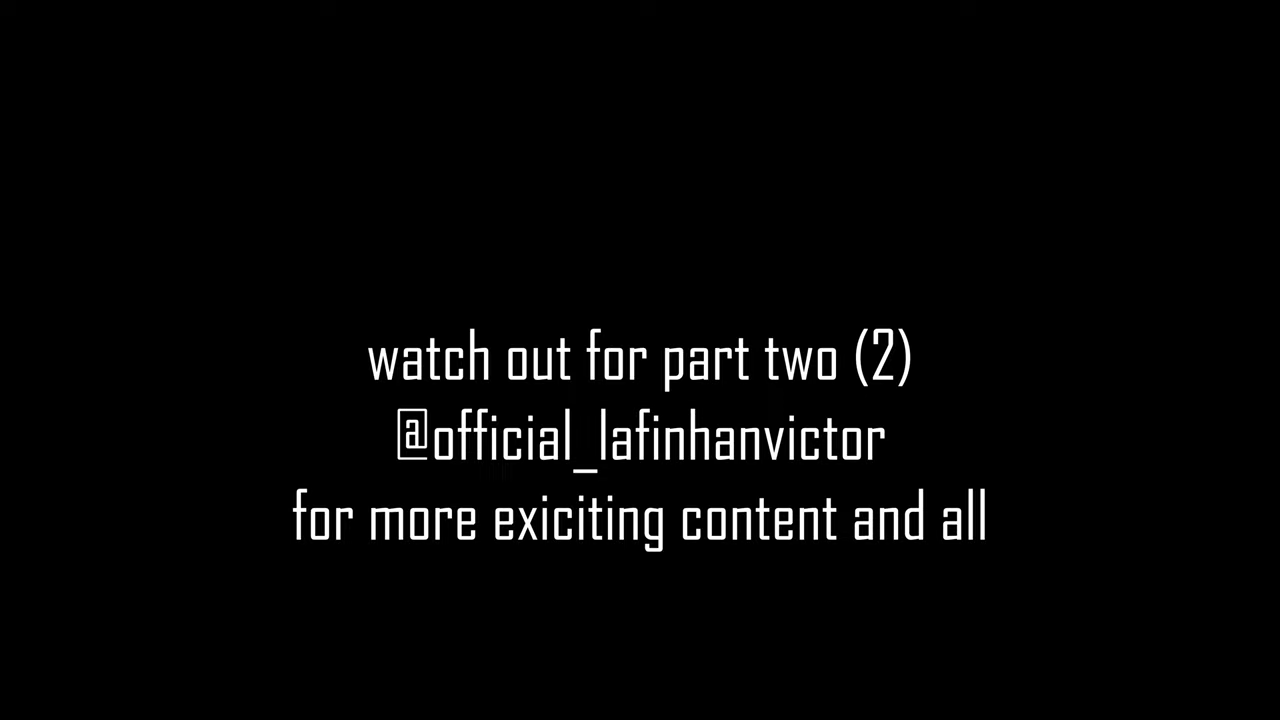 watch out for part two (2)
@official_lafinhanvictor
for more exiciting content and all